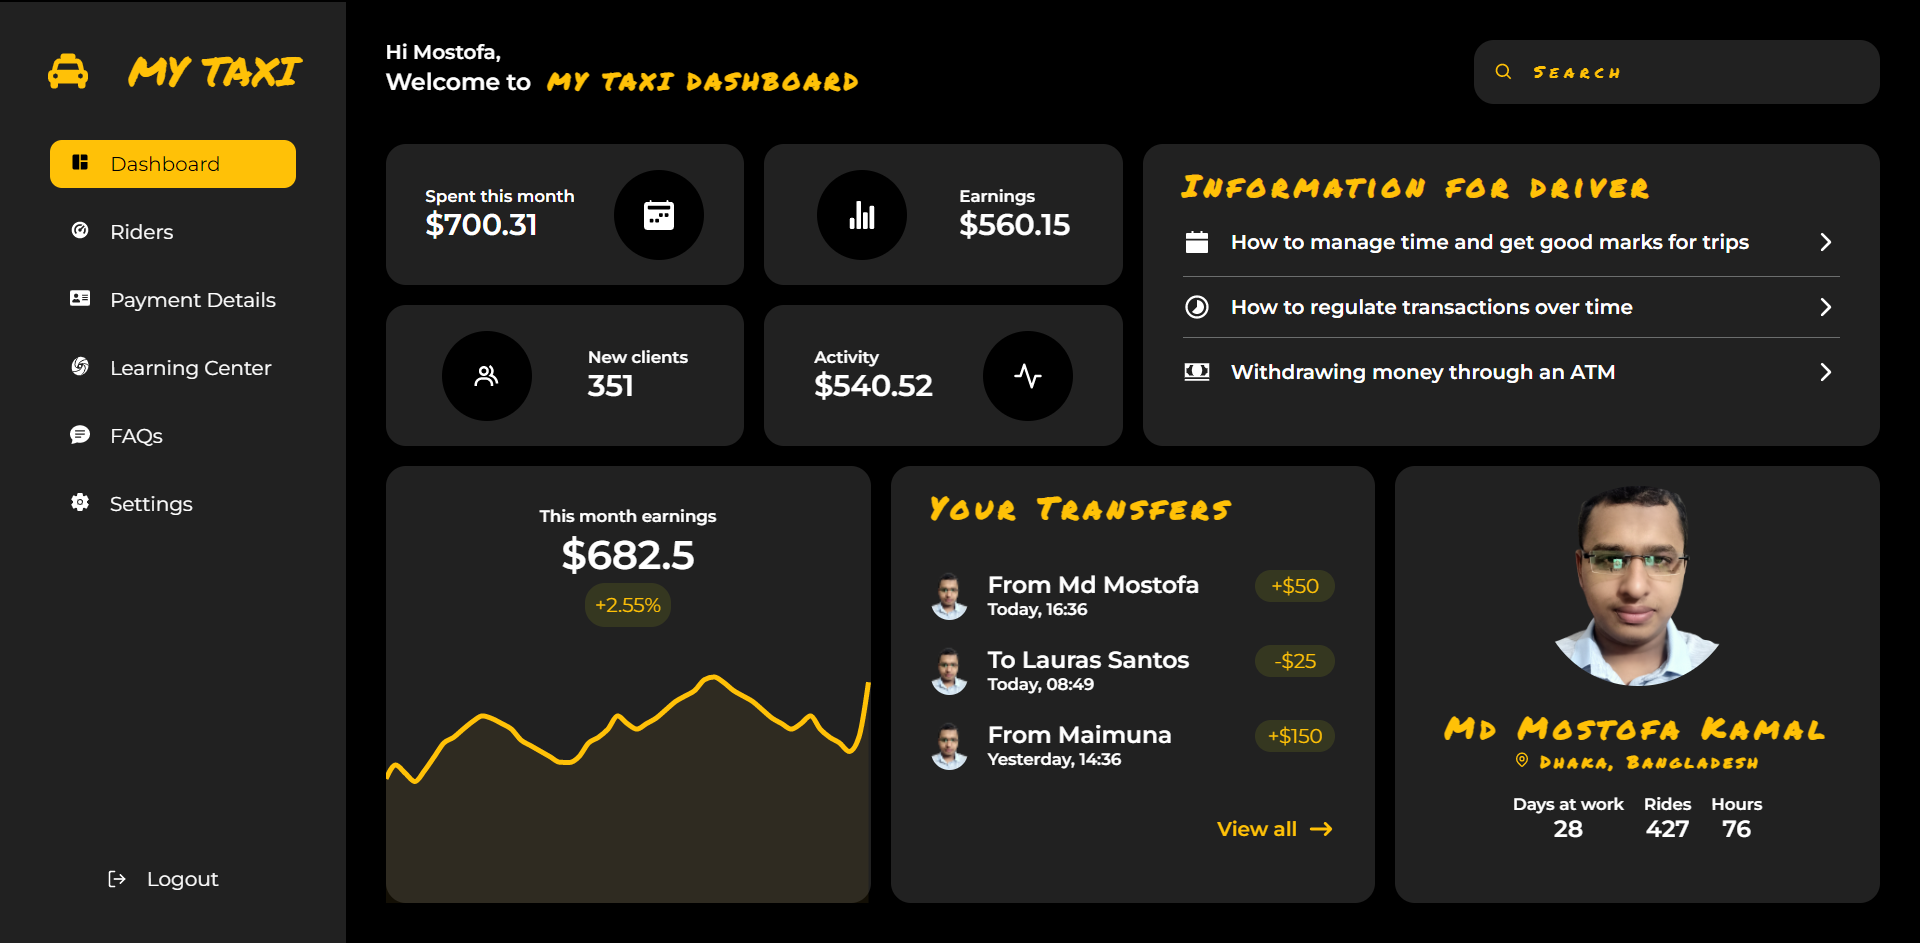 MY TAXI
Dashboard
Riders
Payment Details
Learning Center
FAQs
Settings
Logout
Hi Mostofa,
Welcome to MY TAXI DASHBOARD
Search
Spent this month
$700.31
Earnings
$560.15
New clients
351
Activity
$540.52
Information for driver
How to manage time and get good marks for trips
How to regulate transactions over time
Withdrawing money through an ATM
This month earnings
$682.5
+2.55%
Your Transfers
From Md Mostofa +$50
Today, 16:36
To Lauras Santos -$25
Today, 08:49
From Maimuna +$150
Yesterday, 14:36
View all
Md Mostofa Kamal
Dhaka, Bangladesh
Days at work Rides Hours
28 427 76